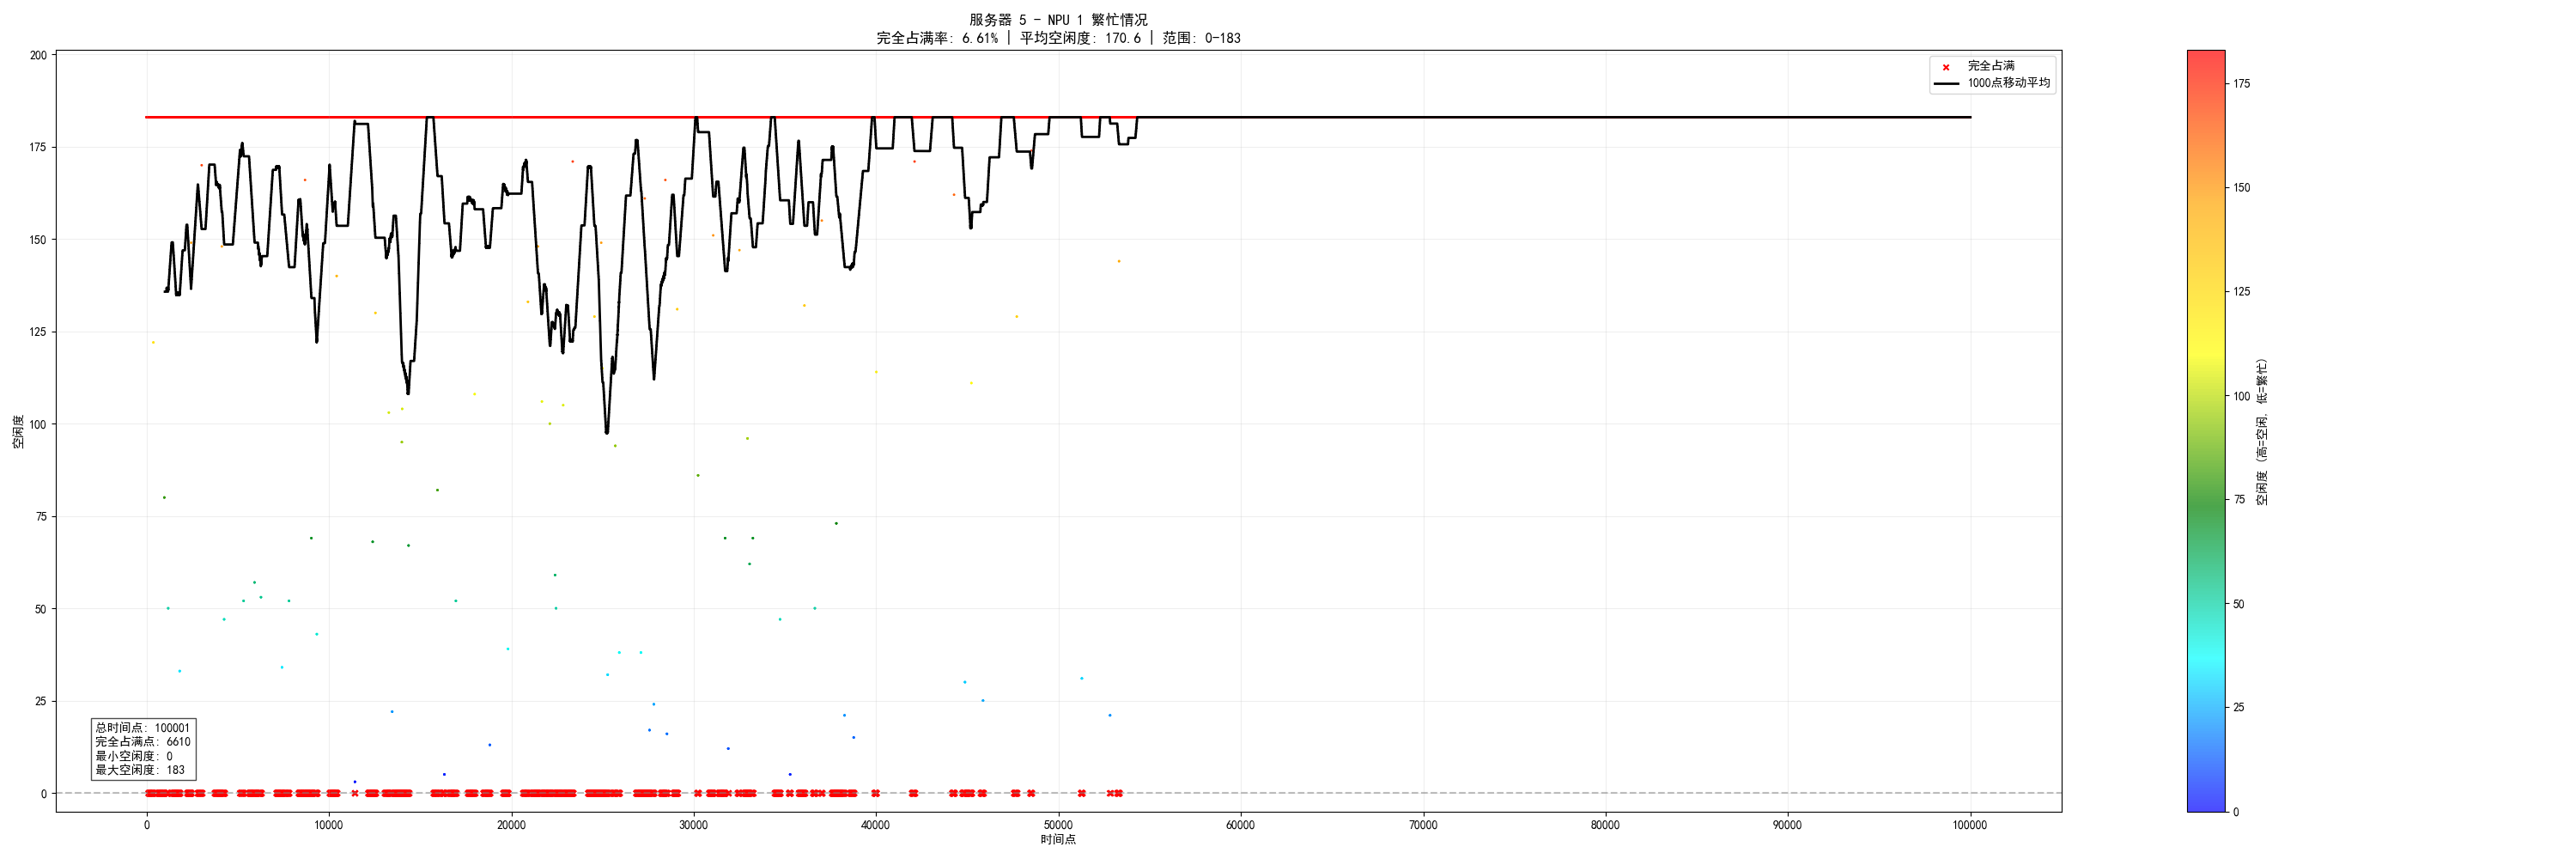 服务器 5 - NPU 1 繁忙情况
完全占满率: 6.61% | 平均空闲度: 170.6 | 范围: 0-183
完全占满
1000点移动平均
空闲度
200
175
150
125
100
75
50
25
0
总时间点: 100001
完全占满点: 6610
最小空闲度: 0
最大空闲度: 183
0
10000
20000
30000
40000
50000
60000
70000
80000
90000
100000
时间点
175
150
125
100
75
50
25
0
空闲度 (高=空闲, 低=繁忙)